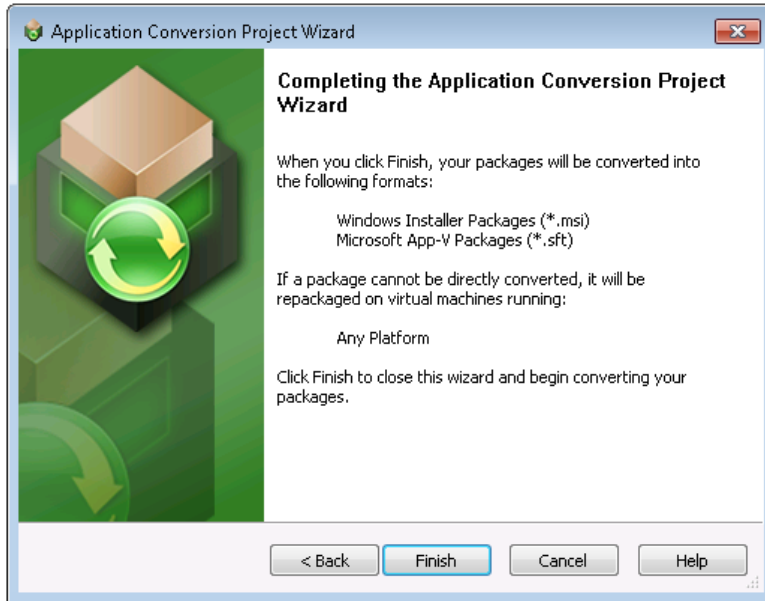 Application Conversion Project Wizard
Completing the Application Conversion Project
Wizard
When you click Finish, your packages will be converted into
the following formats:
Windows Installer Packages (*.msi)
Microsoft App-V Packages (*.sft)
If a package cannot be directly converted, it will be
repackaged on virtual machines running:
Any Platform
Click Finish to close this wizard and begin converting your
packages.
< Back Finish Cancel Help